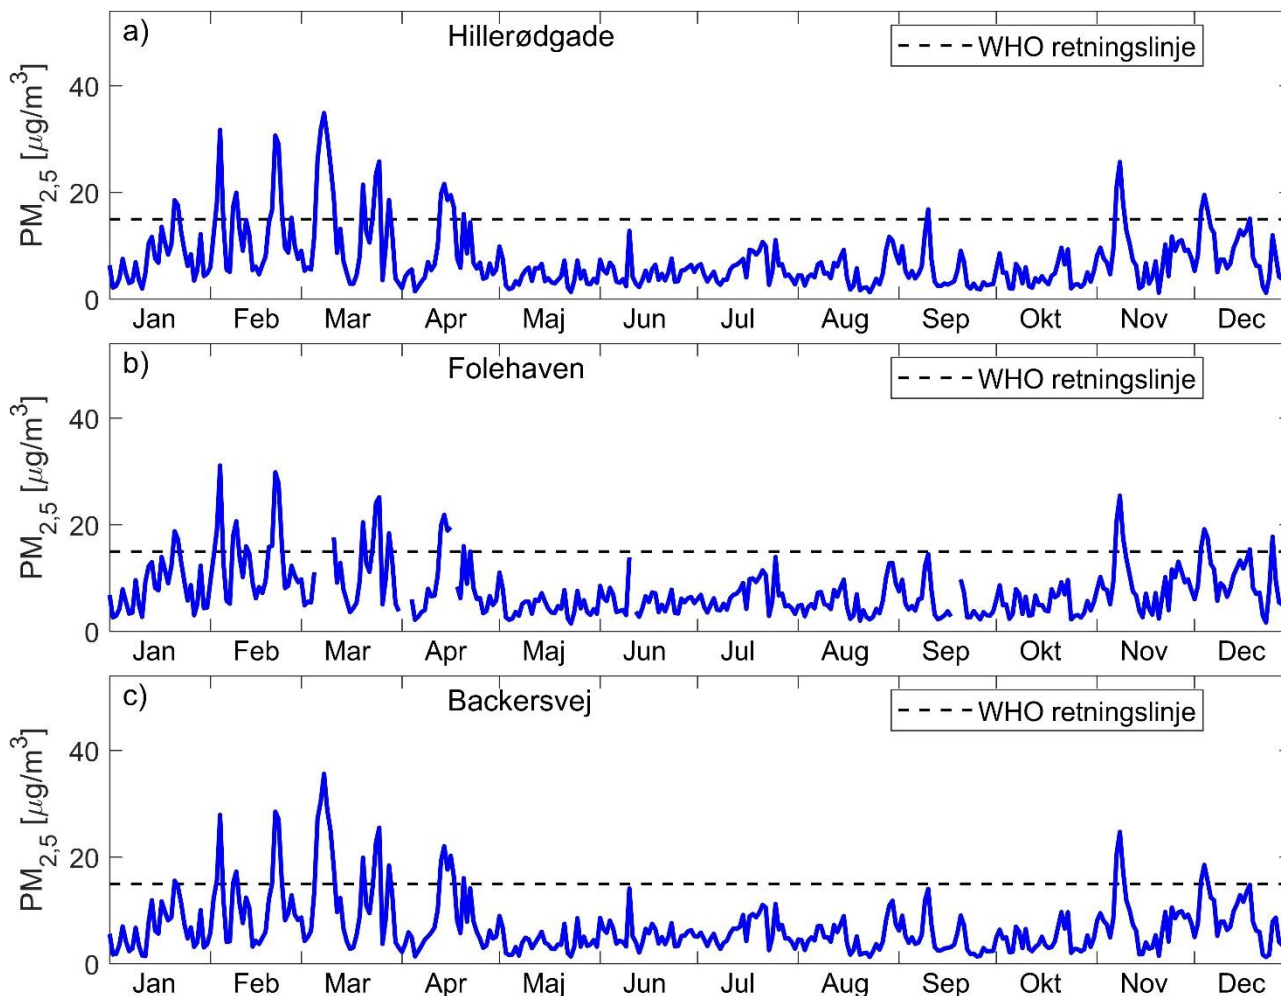 a)
Hillerødgade
WHO retningslinje
PM2,5 [µg/m3]
40
20
0
Jan Feb Mar Apr Maj Jun Jul Aug Sep Okt Nov Dec
b)
Folehaven
WHO retningslinje
PM2,5 [µg/m3]
40
20
0
Jan Feb Mar Apr Maj Jun Jul Aug Sep Okt Nov Dec
c)
Backersvej
WHO retningslinje
PM2,5 [µg/m3]
40
20
0
Jan Feb Mar Apr Maj Jun Jul Aug Sep Okt Nov Dec